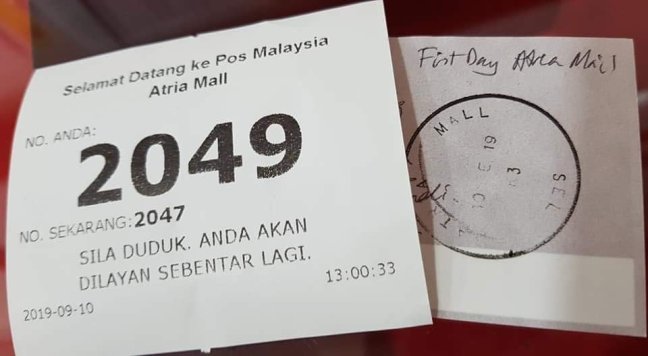 Selamat Datang ke Pos Malaysia
Atria Mall
NO. ANDA:
2049
NO. SEKARANG:2047
SILA DUDUK. ANDA AKAN
DILAYAN SEBENTAR LAGI.
2019-09-10
13:00:33
First Day Atria Mall
MALL
SEL